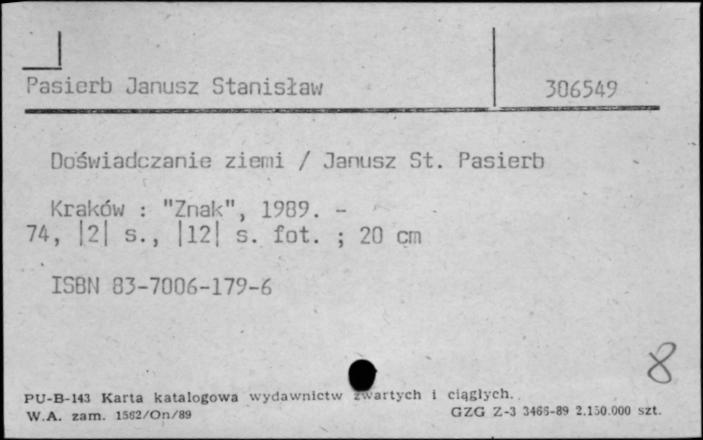 Pasierb Janusz Stanisław
306549
Doświadczanie ziemi / Janusz St. Pasierb
Kraków : "Znak", 1989. -
74, |2| s., |12| s. fot. ; 20 cm
ISBN 83-7006-179-6
8
PU-B-143 Karta katalogowa wydawnictw zwartych i ciągłych.
W.A. zam. 1562/On/89
GZG Z-3 3466-89 2.150.000 szt.